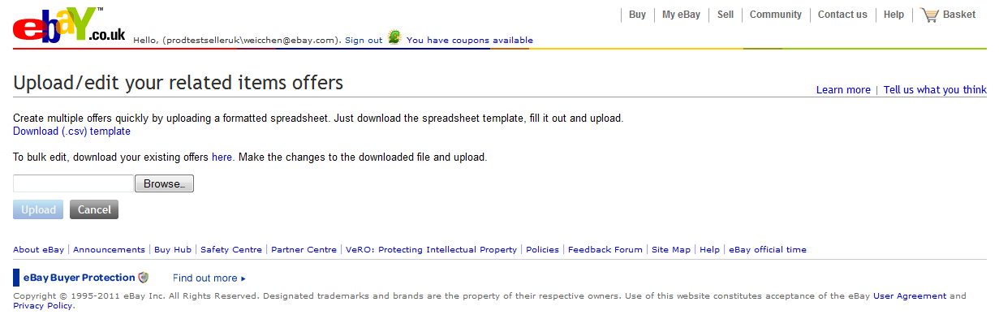 ebay™.co.uk
Buy | My eBay | Sell | Community | Contact us | Help | Basket
Hello, (prodtestselleruk\weicchen@ebay.com). Sign out You have coupons available
Upload/edit your related items offers
Learn more | Tell us what you think
Create multiple offers quickly by uploading a formatted spreadsheet. Just download the spreadsheet template, fill it out and upload.
Download (.csv) template
To bulk edit, download your existing offers here. Make the changes to the downloaded file and upload.
Browse...
Upload Cancel
About eBay | Announcements | Buy Hub | Safety Centre | Partner Centre | VeRO: Protecting Intellectual Property | Policies | Feedback Forum | Site Map | Help | eBay official time
eBay Buyer Protection Find out more ▸
Copyright © 1995-2011 eBay Inc. All Rights Reserved. Designated trademarks and brands are the property of their respective owners. Use of this website constitutes acceptance of the eBay User Agreement and
Privacy Policy.